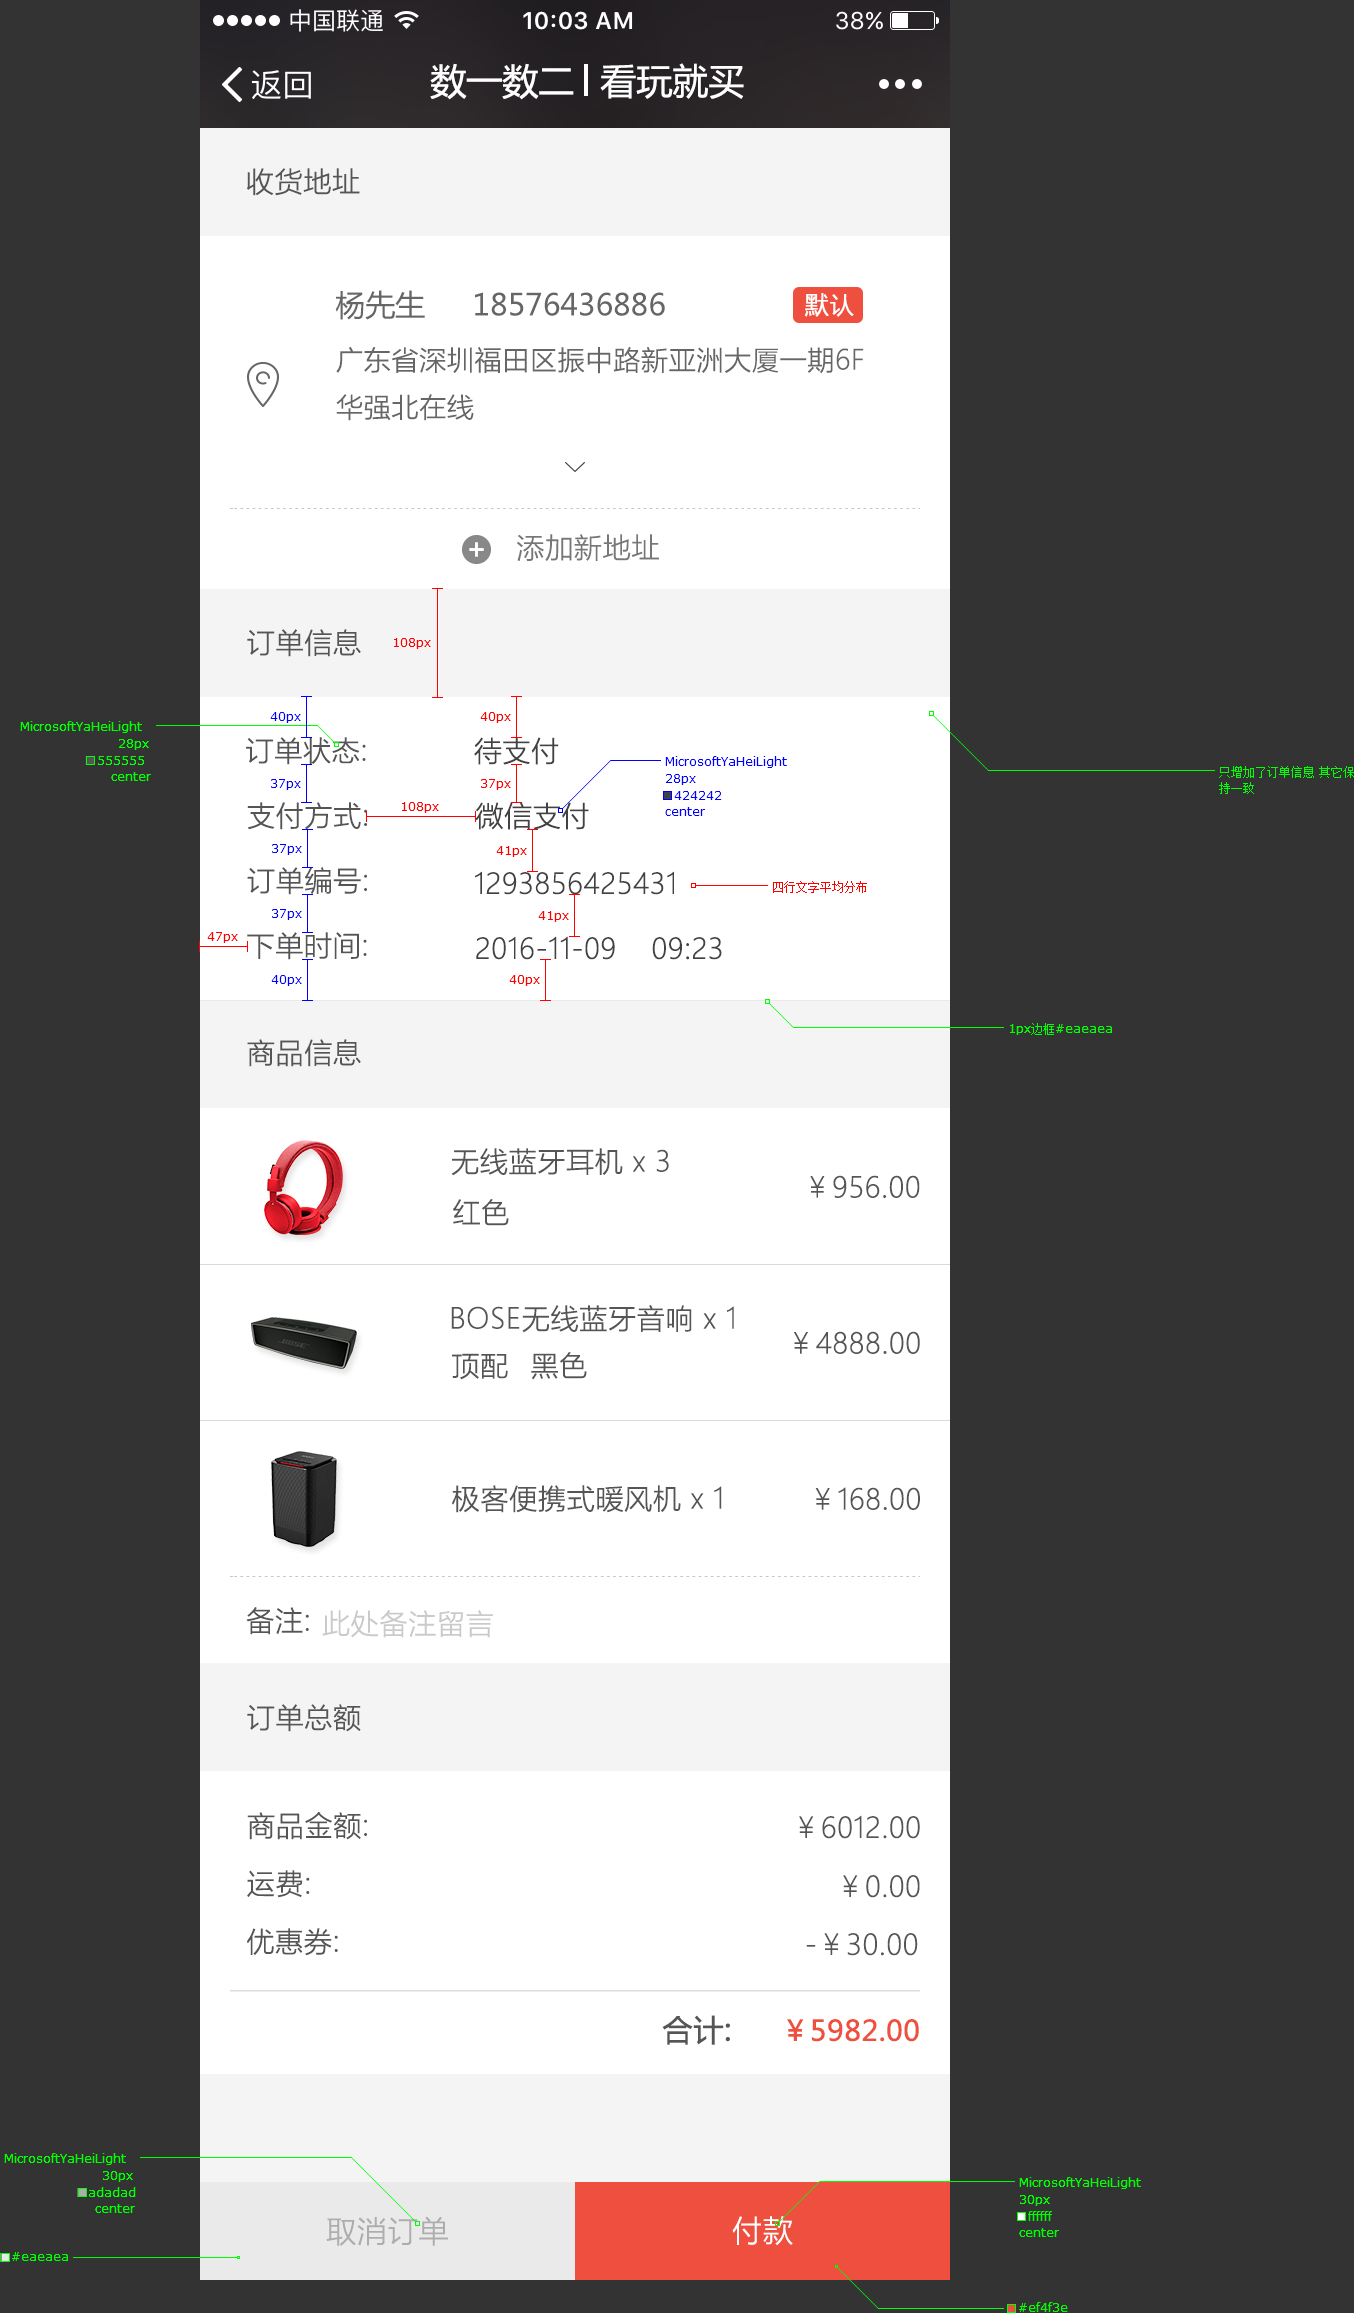 中国联通 10:03 AM 38%
返回 数一数二 | 看玩就买
收货地址
杨先生 18576436886 默认
广东省深圳福田区振中路新亚洲大厦一期6F
华强北在线
添加新地址
订单信息 108px
40px 40px
MicrosoftYaHeiLight
28px
555555
center
订单状态: 待支付
MicrosoftYaHeiLight
28px
424242
center
只增加了订单信息 其它保
持一致
37px 37px
支付方式: 108px 微信支付
37px 41px
订单编号: 1293856425431 四行文字平均分布
37px 41px
47px 下单时间: 2016-11-09 09:23
40px 40px
1px边框#eaeaea
商品信息
无线蓝牙耳机 x 3
红色
¥ 956.00
BOSE
BOSE无线蓝牙音响 x 1
顶配 黑色
¥ 4888.00
极客便携式暖风机 x 1 ¥ 168.00
备注: 此处备注留言
订单总额
商品金额: ¥ 6012.00
运费: ¥ 0.00
优惠券: - ¥ 30.00
合计: ¥ 5982.00
MicrosoftYaHeiLight
30px
adadad
center
MicrosoftYaHeiLight
30px
ffffff
center
取消订单 付款
#eaeaea
#ef4f3e